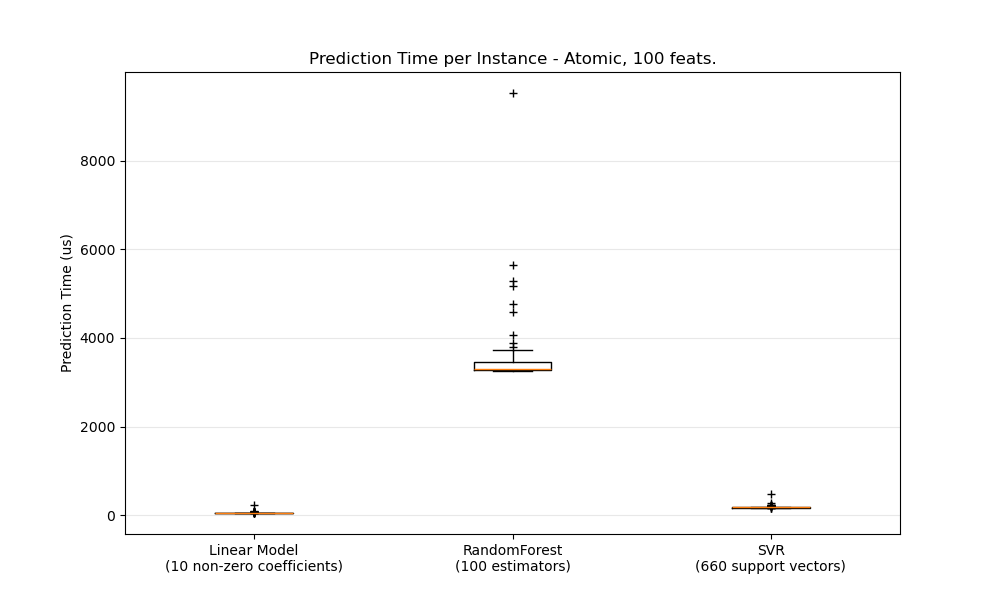 Prediction Time per Instance - Atomic, 100 feats.
Prediction Time (us)
8000
6000
4000
2000
0
Linear Model
(10 non-zero coefficients)
RandomForest
(100 estimators)
SVR
(660 support vectors)